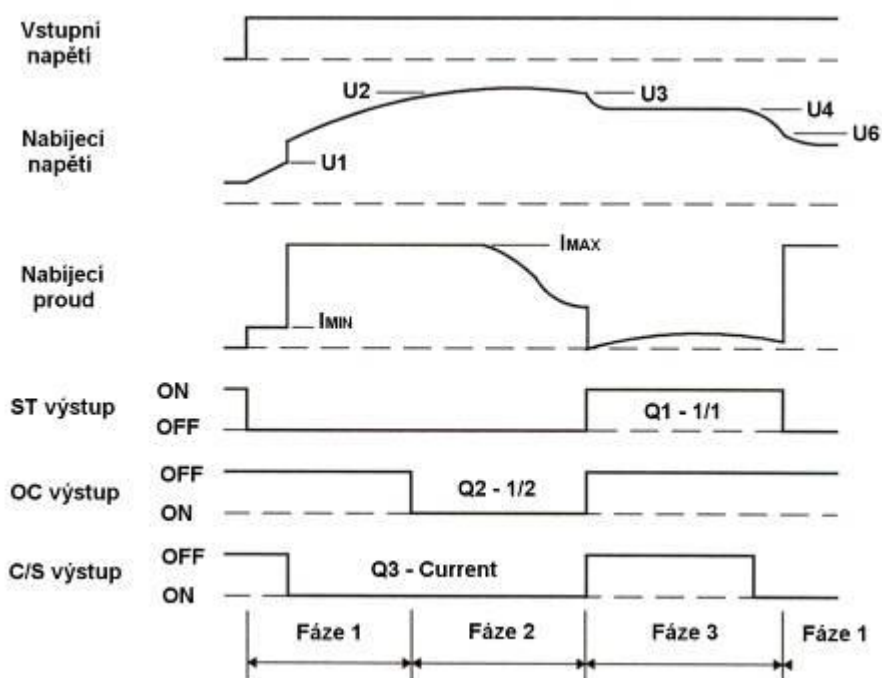 Vstupní
napětí
U2
U3
U4
Nabíjecí
napětí
U1
U6
Nabíjecí
proud
IMAX
IMIN
ST výstup
ON
OFF
Q1 - 1/1
OC výstup
OFF
ON
Q2 - 1/2
C/S výstup
OFF
ON
Q3 - Current
Fáze 1
Fáze 2
Fáze 3
Fáze 1